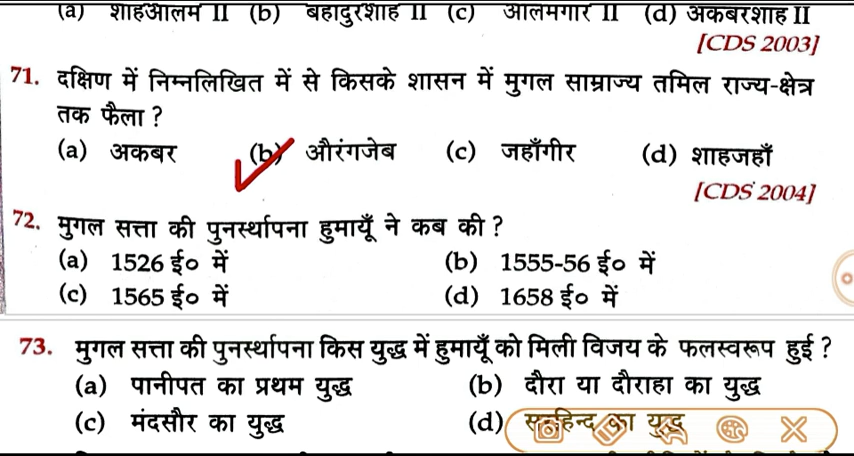 (a) शाहआलम II (b) बहादुरशाह II (c) आलमगीर II (d) अकबरशाह II
[CDS 2003]
71. दक्षिण में निम्नलिखित में से किसके शासन में मुगल साम्राज्य तमिल राज्य-क्षेत्र
तक फैला ?
(a) अकबर (b) औरंगजेब (c) जहाँगीर (d) शाहजहाँ
[CDS 2004]
72. मुगल सत्ता की पुनर्स्थापना हुमायूँ ने कब की ?
(a) 1526 ई० में (b) 1555-56 ई० में
(c) 1565 ई० में (d) 1658 ई० में
73. मुगल सत्ता की पुनर्स्थापना किस युद्ध में हुमायूँ को मिली विजय के फलस्वरूप हुई ?
(a) पानीपत का प्रथम युद्ध (b) दौरा या दौराहा का युद्ध
(c) मंदसौर का युद्ध (d) सरहिन्द का युद्ध